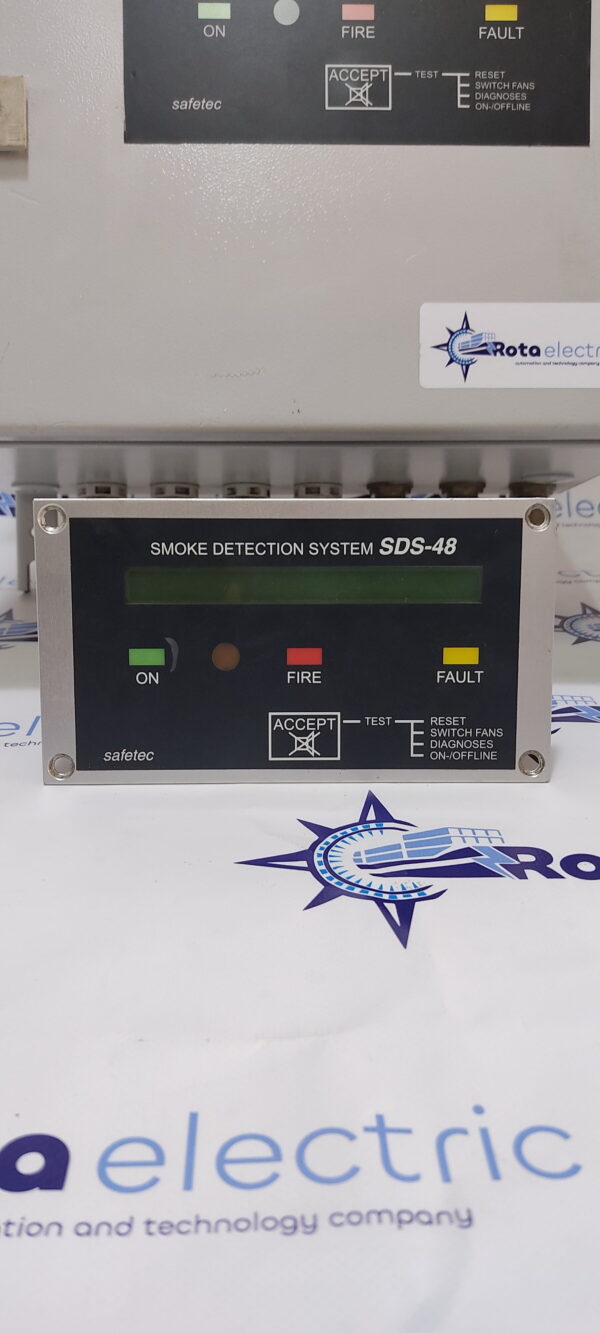 ON FIRE FAULT
ACCEPT TEST RESET
SWITCH FANS
DIAGNOSES
ON-/OFFLINE
safetec
Rota electric
automation and technology company
SMOKE DETECTION SYSTEM SDS-48
ON FIRE FAULT
ACCEPT TEST RESET
SWITCH FANS
DIAGNOSES
ON-/OFFLINE
safetec
Ro
a electric
tion and technology company